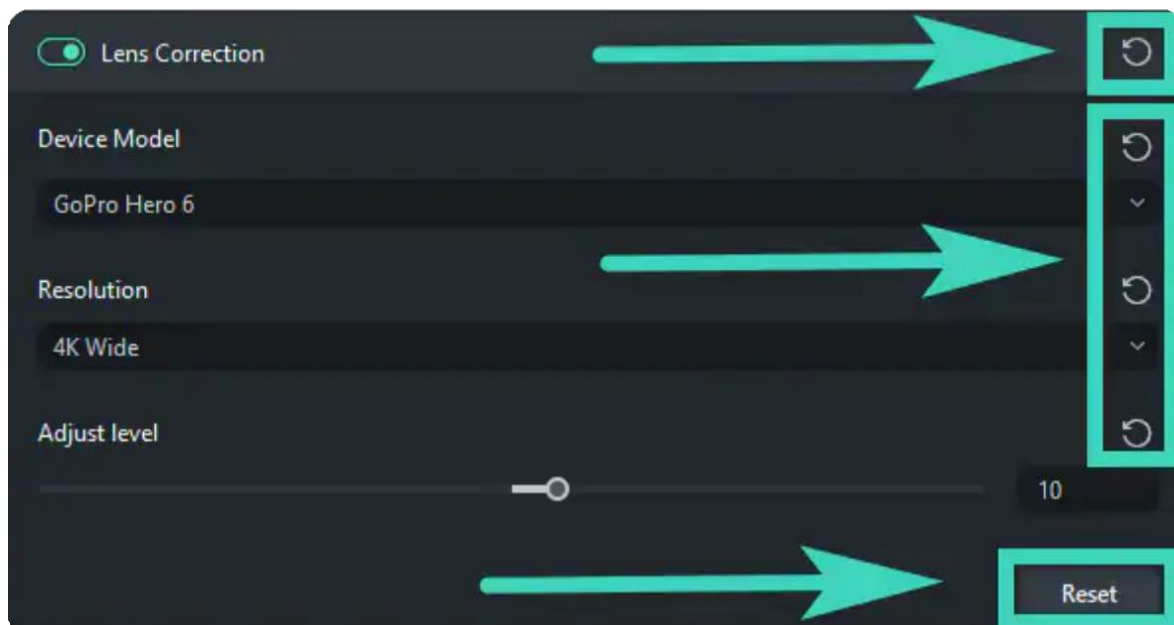 Lens Correction
Device Model
GoPro Hero 6
Resolution
4K Wide
Adjust level
10
Reset